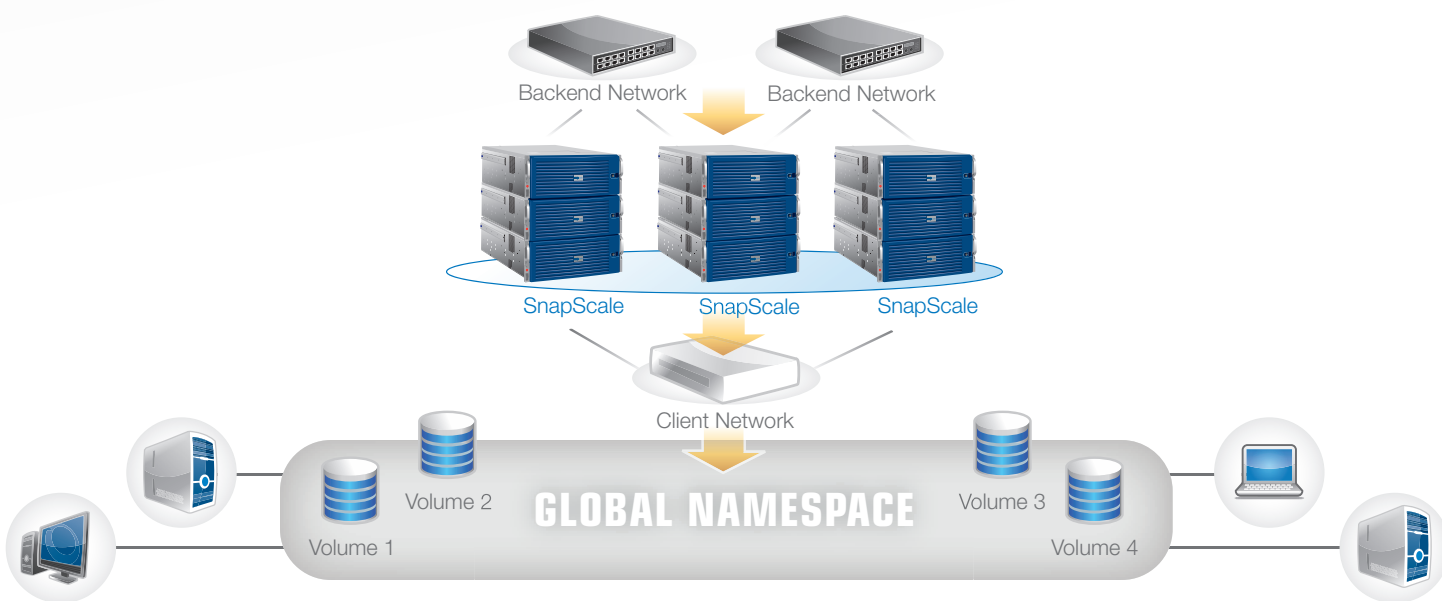 Backend Network
Backend Network
SnapScale
SnapScale
SnapScale
Client Network
Volume 2
Volume 3
GLOBAL NAMESPACE
Volume 1
Volume 4